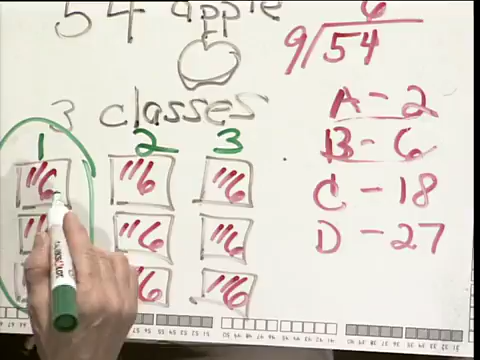 54 apple
6
9)54
3 classes
1 2 3
A - 2
B - 6
C - 18
D - 27
"6 "6 "6
"6 "6
"6 "6